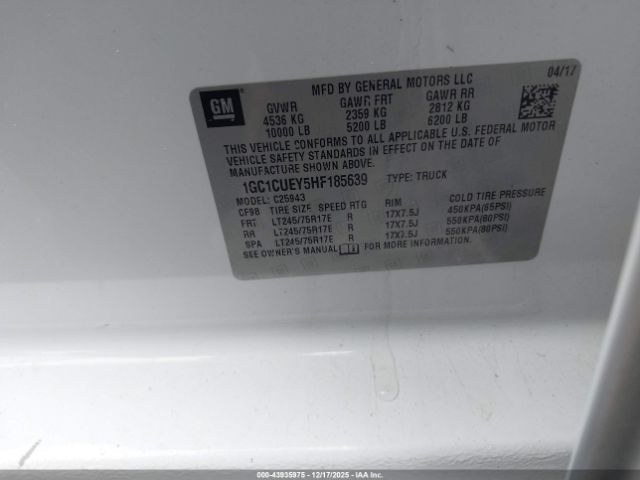 MFD BY GENERAL MOTORS LLC 04/17
GM
GVWR GAWR FRT GAWR RR
4536 KG 2359 KG 2812 KG
10000 LB 5200 LB 6200 LB
THIS VEHICLE CONFORMS TO ALL APPLICABLE U.S. FEDERAL MOTOR
VEHICLE SAFETY STANDARDS IN EFFECT ON THE DATE OF
MANUFACTURE SHOWN ABOVE.
1GC1CUEY5HF185639 TYPE: TRUCK
MODEL: C25943
CF98 TIRE SIZE SPEED RTG RIM COLD TIRE PRESSURE
FRT LT245/75R17E R 17X7.5J 450KPA(65PSI)
RR LT245/75R17E R 17X7.5J 550KPA(80PSI)
SPA LT245/75R17E R 17X7.5J 550KPA(80PSI)
SEE OWNER'S MANUAL FOR MORE INFORMATION.
000-43935975 - 12/17/2025 - IAAI.COM